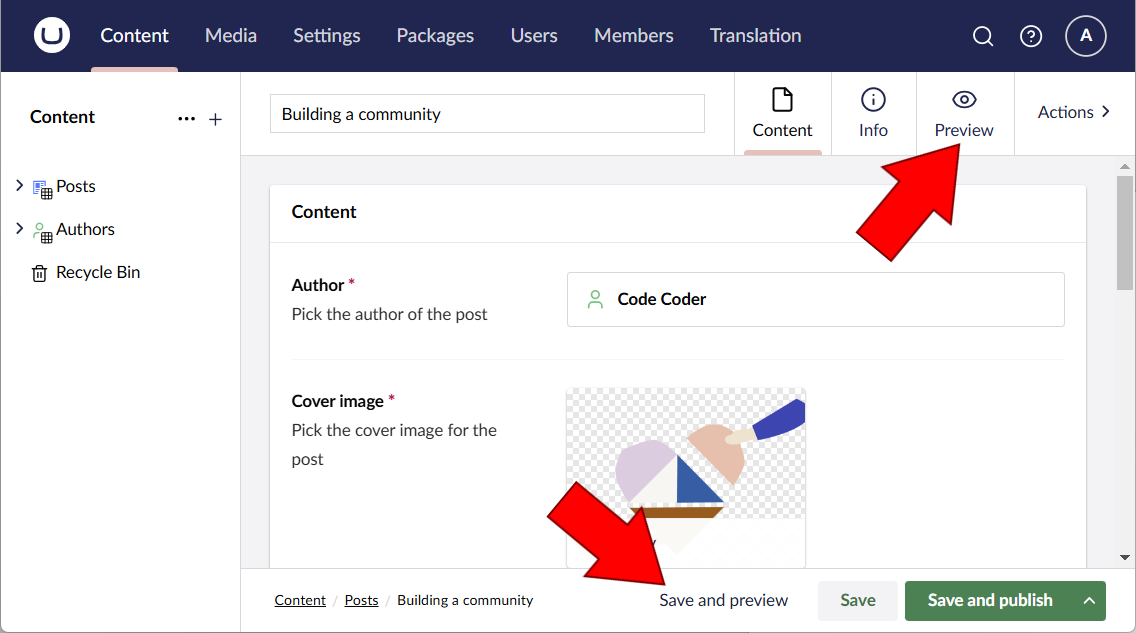 Content Media Settings Packages Users Members Translation A
Content
Building a community
Content
Info
Preview
Actions
Posts
Authors
Recycle Bin
Content
Author *
Pick the author of the post
Code Coder
Cover image *
Pick the cover image for the
post
Content / Posts / Building a community
Save and preview
Save
Save and publish